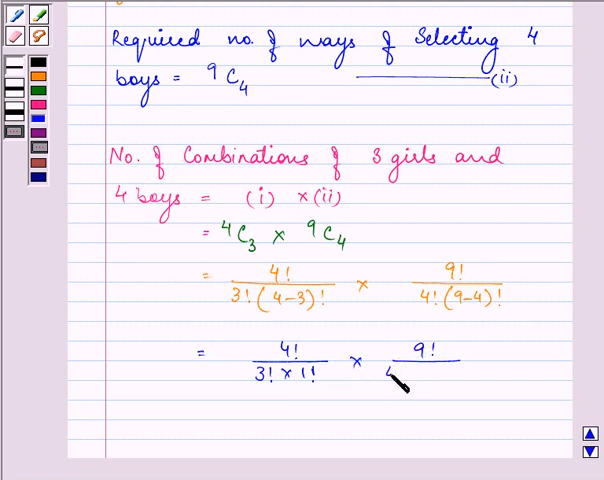 Required no. of ways of Selecting 4
boys = ⁹C₄ ——— (ii)
No. of Combinations of 3 girls and
4 boys = (i) × (ii)
= ⁴C₃ × ⁹C₄
= 4! / 3!(4-3)! × 9! / 4!(9-4)!
= 4! / 3! × 1! × 9! / 4